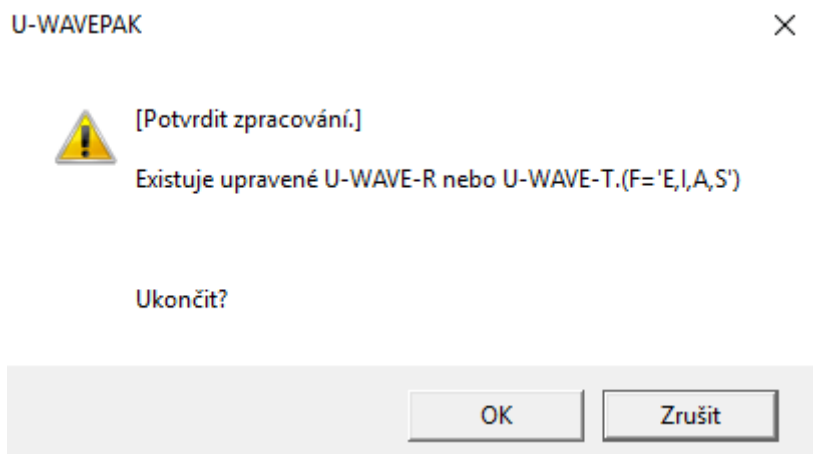 U-WAVEPAK
[Potvrdit zpracování.]
Existuje upravené U-WAVE-R nebo U-WAVE-T.(F='E,I,A,S')
Ukončit?
OK
Zrušit